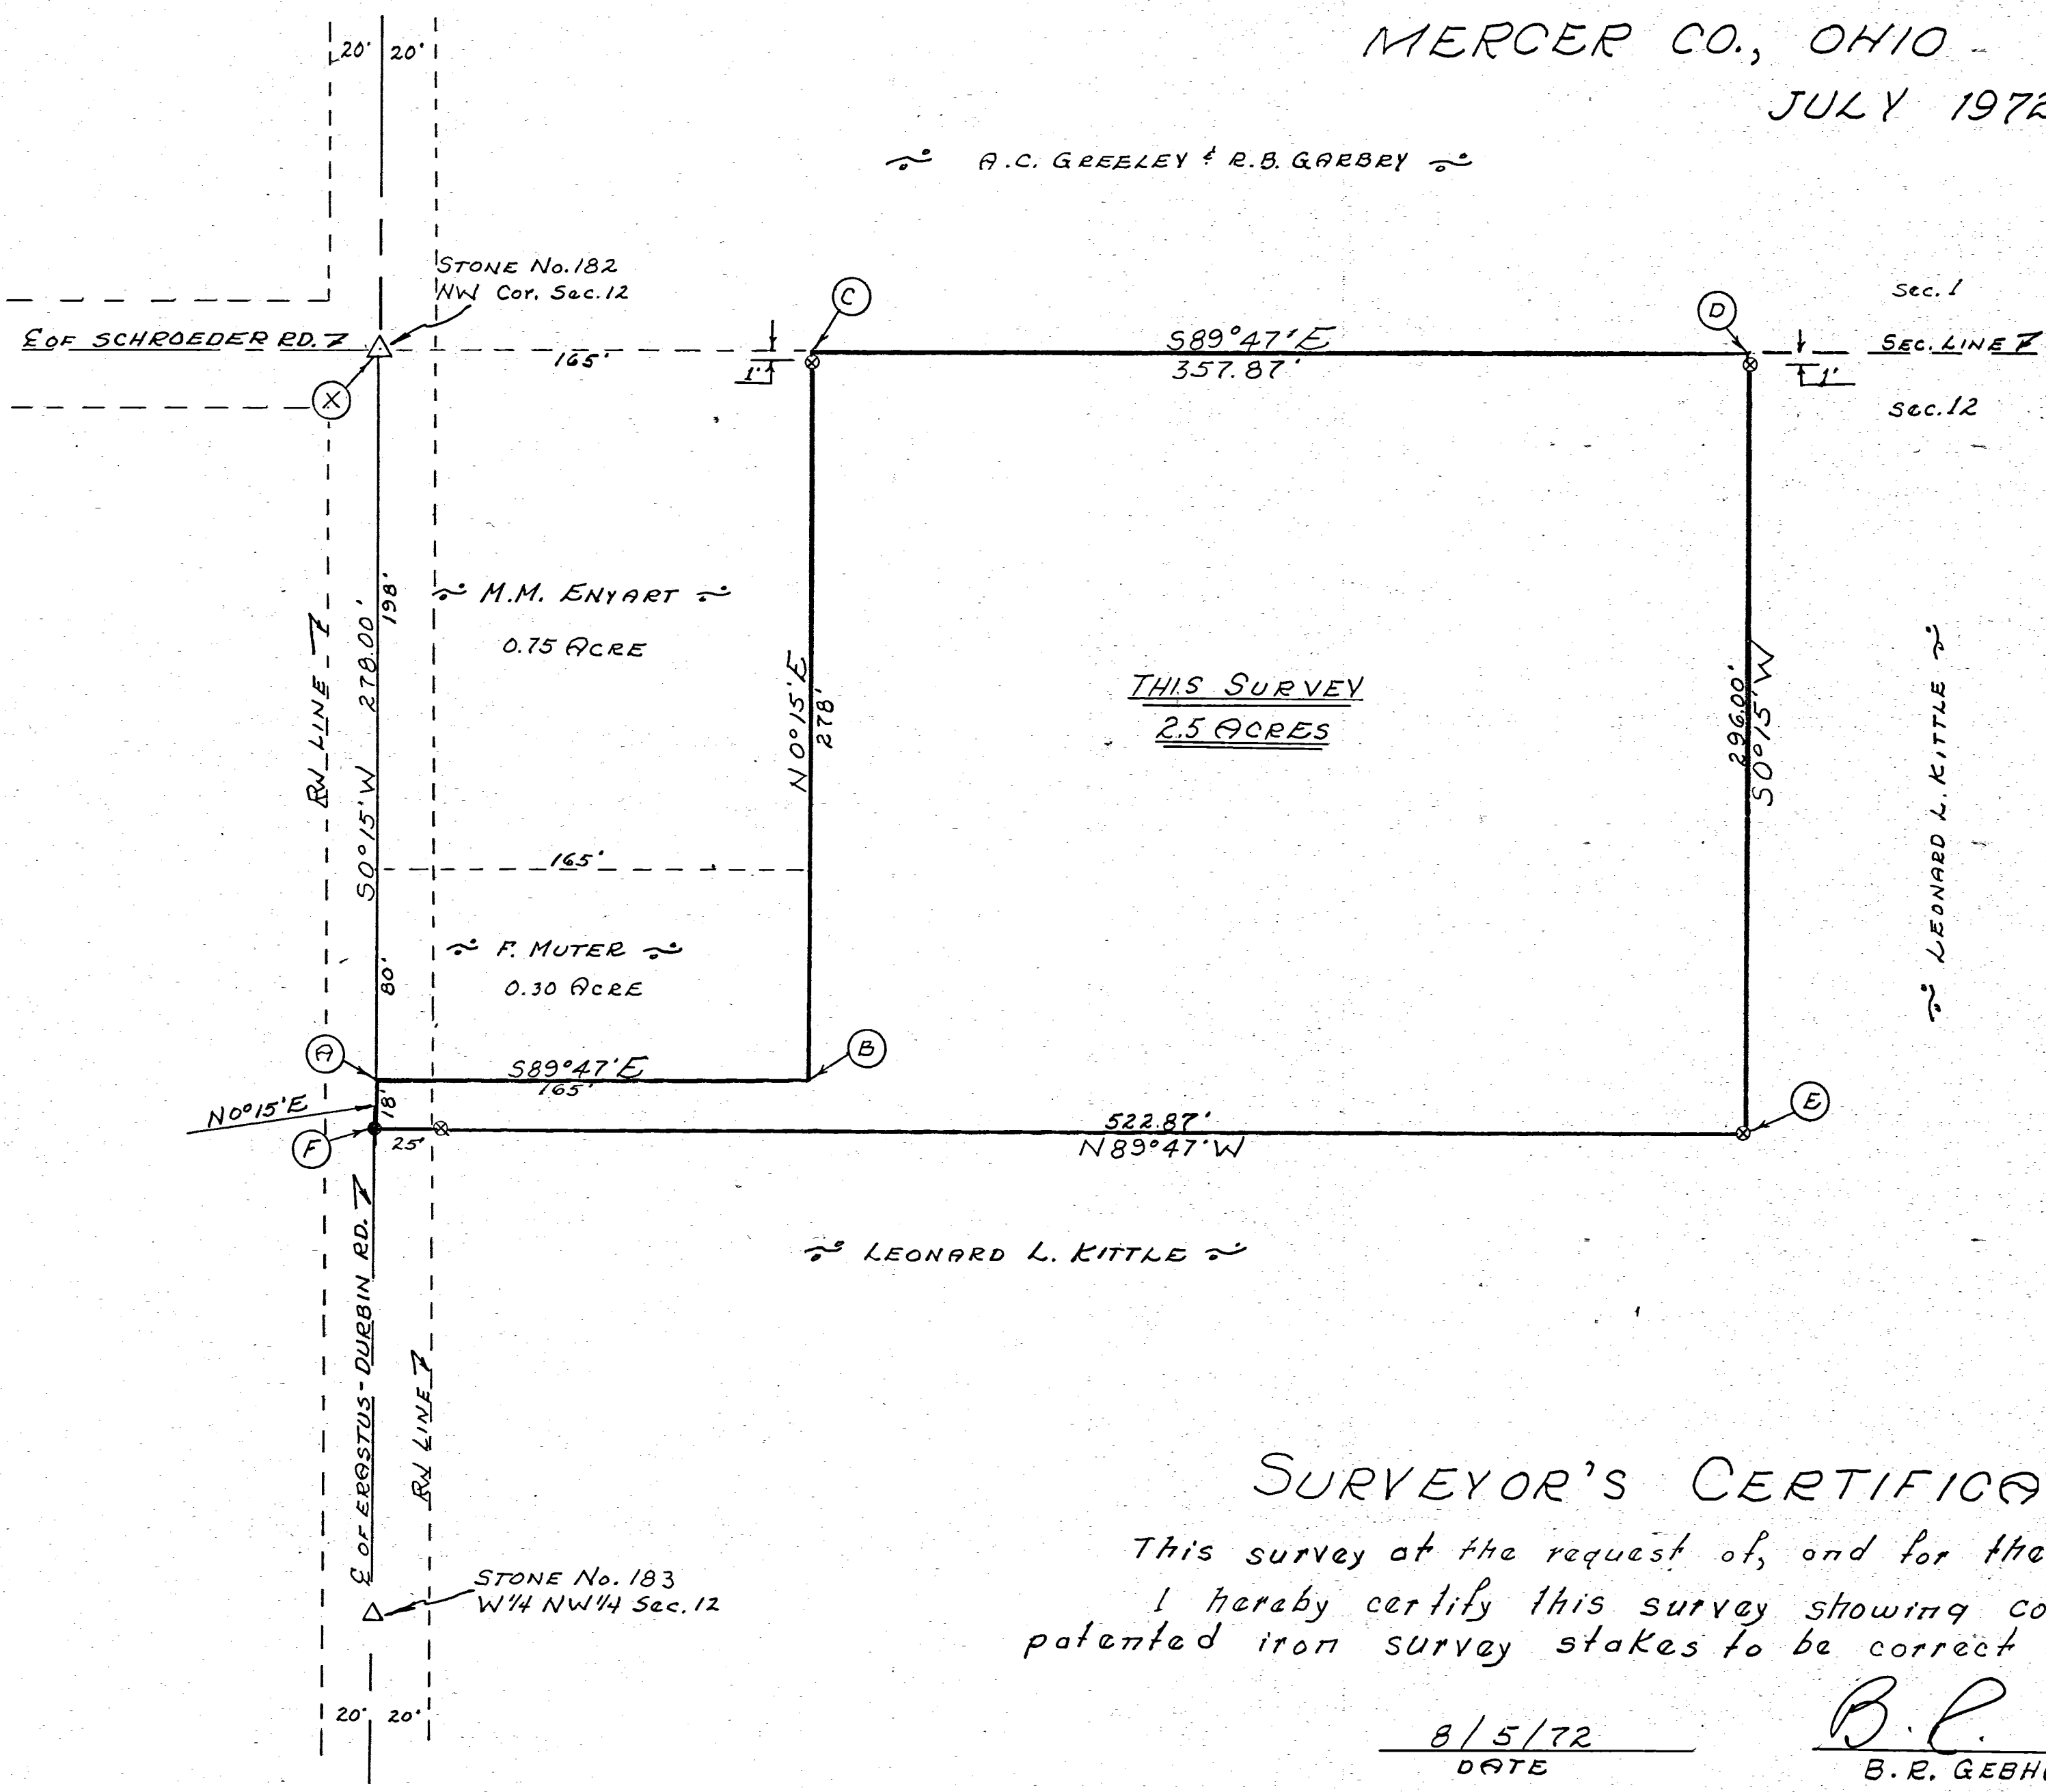 MERCER CO., OHIO
JULY 1972
20' 20'
A.C. GREELEY & R.B. GARBRY
STONE No. 182
NW Cor. Sec. 12
C
D
Sec. 1
℄ OF SCHROEDER RD.
165'
1'
S89°47'E
357.87'
SEC. LINE
1'
X
Sec. 12
198'
M.M. ENYART
0.75 ACRE
R/W LINE
S0°15'W 278.00'
N0°15'E
278'
THIS SURVEY
2.5 ACRES
296.00'
S0°15'W
LEONARD L. KITTLE
165'
F. MUTER
0.30 ACRE
80'
A
B
S89°47'E
165'
N0°15'E
18'
E
F
25'
522.87'
N89°47'W
LEONARD L. KITTLE
℄ OF ERASTUS-DURBIN RD.
R/W LINE
SURVEYOR'S CERTIFICA
This survey at the request of, and for the
STONE No. 183
W 1/4 NW 1/4 Sec. 12
I hereby certify this survey showing co
patented iron survey stakes to be correct
20' 20'
8/5/72
DATE
B.R.
B.R. GEBH